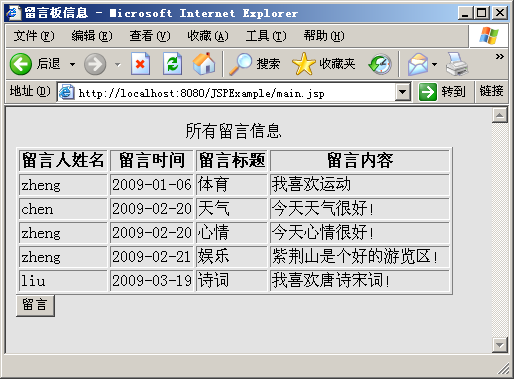 留言板信息 - Microsoft Internet Explorer
文件(F) 编辑(E) 查看(V) 收藏(A) 工具(T) 帮助(H)
后退 搜索 收藏夹 »
地址(D) http://localhost:8080/JSPExample/main.jsp 转到 链接
所有留言信息
留言人姓名 留言时间 留言标题 留言内容
zheng 2009-01-06 体育 我喜欢运动
chen 2009-02-20 天气 今天天气很好!
zheng 2009-02-20 心情 今天心情很好!
zheng 2009-02-21 娱乐 紫荆山是个好的游览区!
liu 2009-03-19 诗词 我喜欢唐诗宋词!
留言